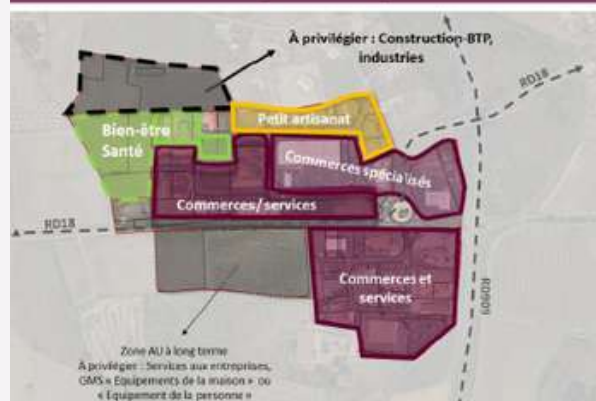 À privilégier : Construction-BTP,
industries
Petit artisanat
Bien-être
Santé
Commerces spécialisés
Commerces/services
RD18
RD18
RD909
Commerces et
services
Zone AU à long terme
À privilégier : Services aux entreprises,
GMS « Equipements de la maison » ou
« Equipement de la personne »